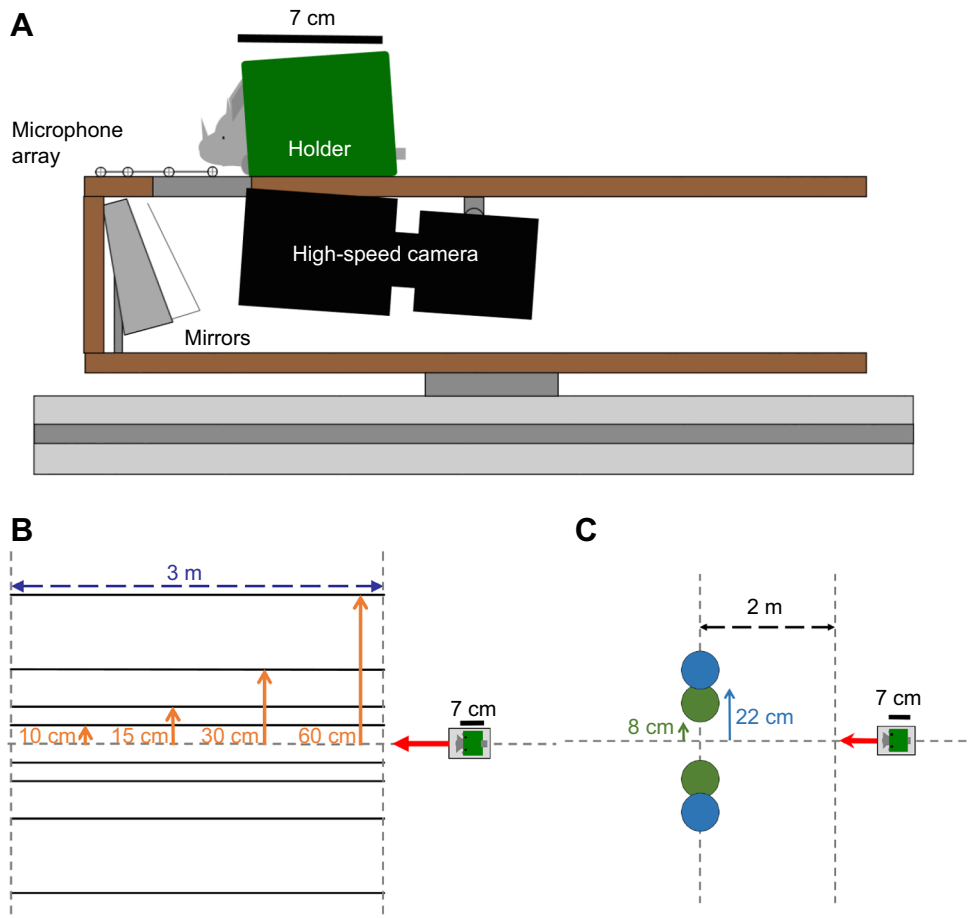 A
7 cm
Microphone
array
Holder
High-speed camera
Mirrors
B
3 m
10 cm
15 cm
30 cm
60 cm
7 cm
C
2 m
7 cm
8 cm
22 cm